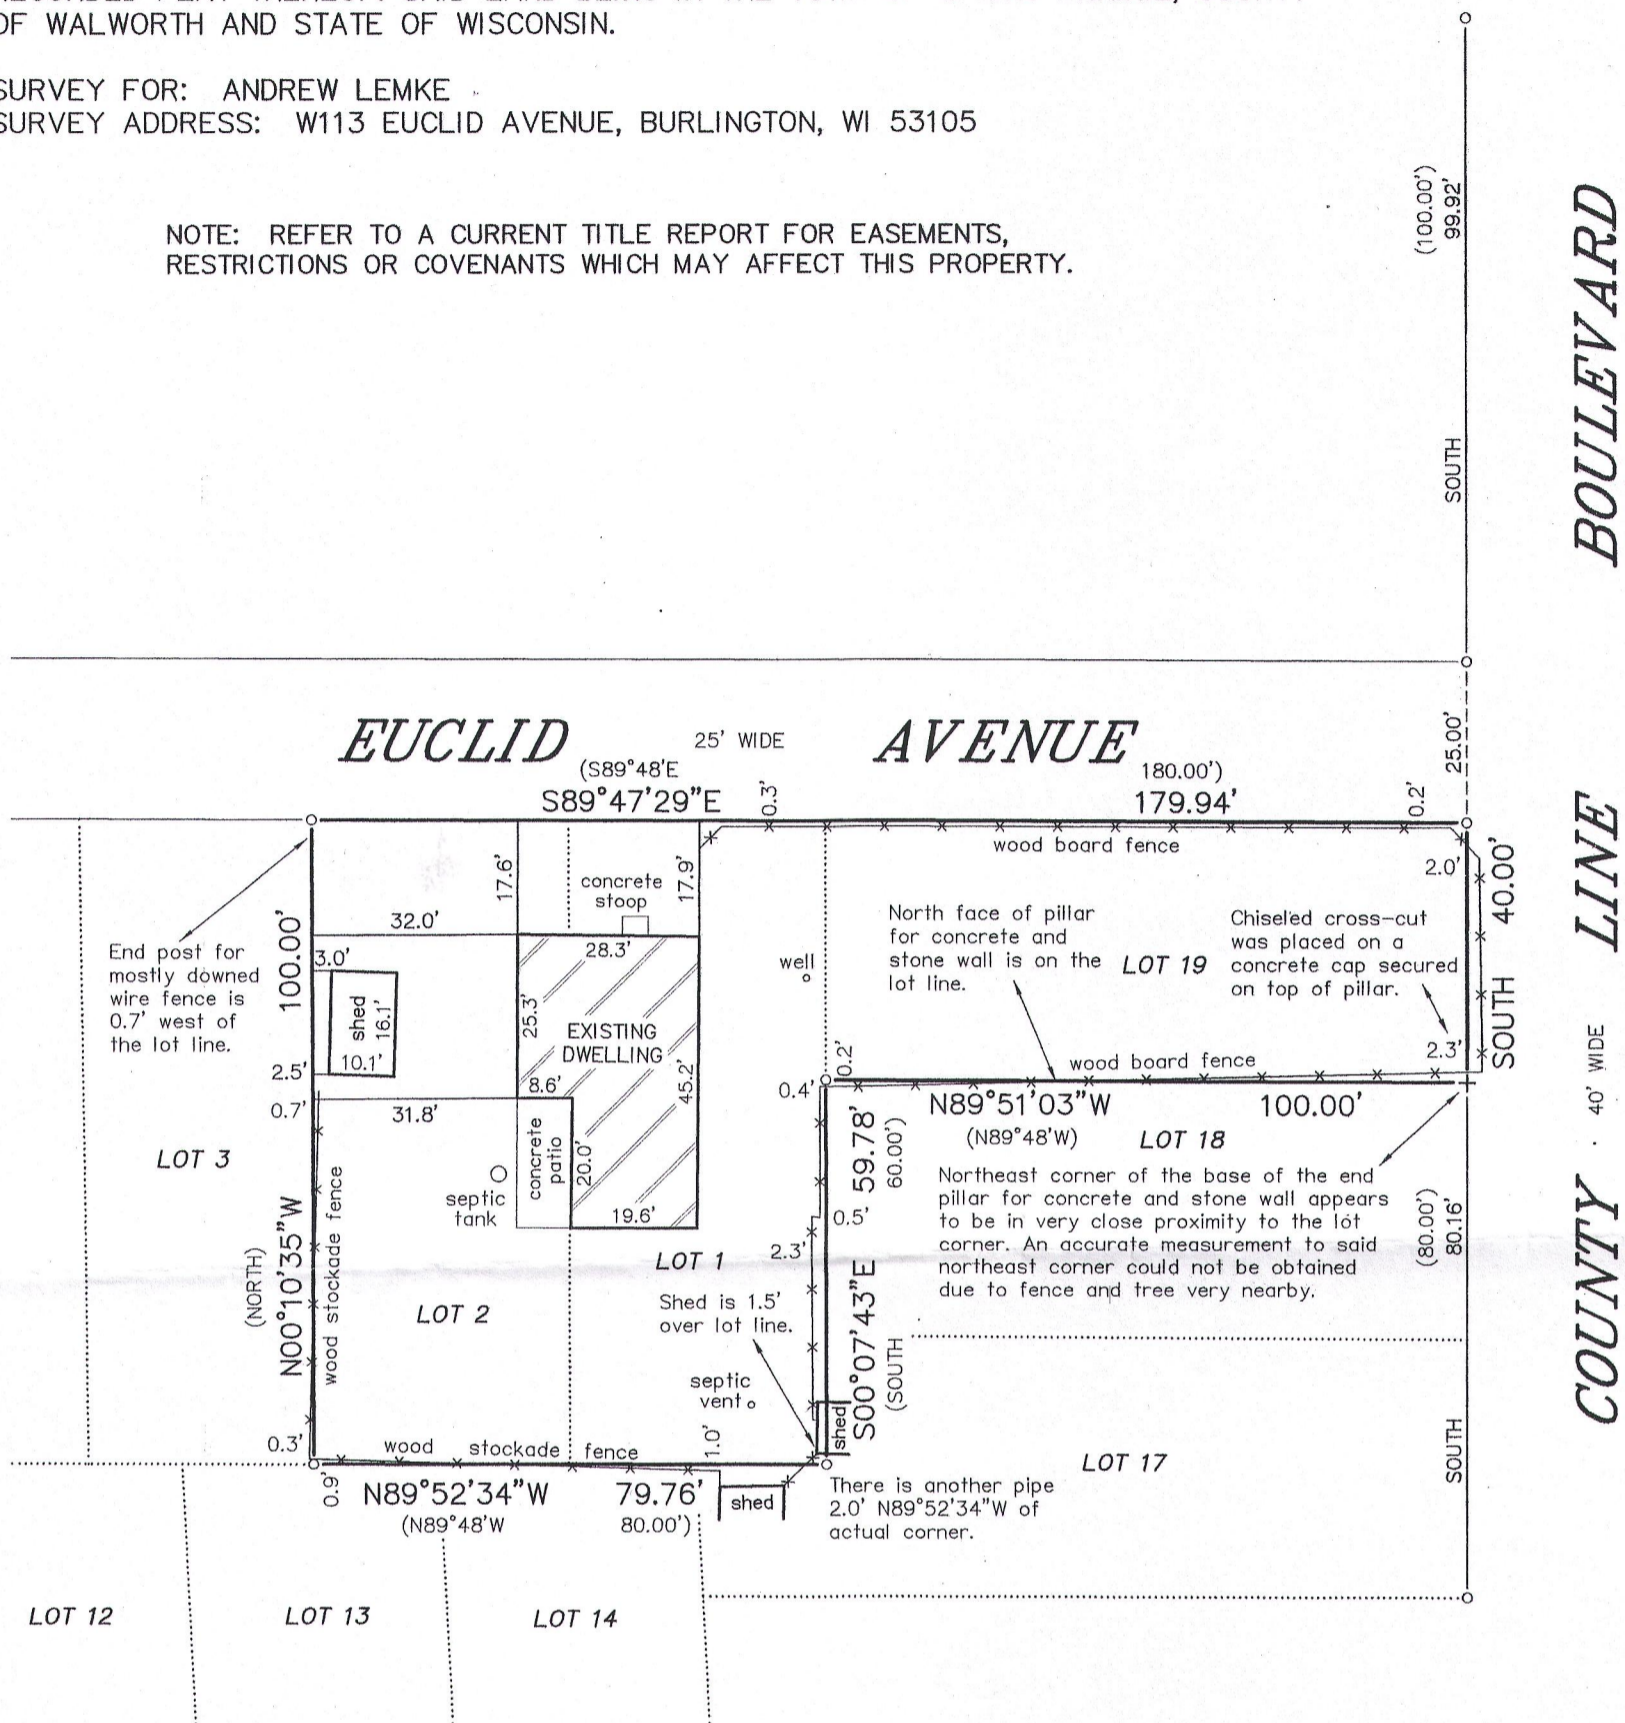 OF WALWORTH AND STATE OF WISCONSIN.
SURVEY FOR: ANDREW LEMKE
SURVEY ADDRESS: W113 EUCLID AVENUE, BURLINGTON, WI 53105
NOTE: REFER TO A CURRENT TITLE REPORT FOR EASEMENTS,
RESTRICTIONS OR COVENANTS WHICH MAY AFFECT THIS PROPERTY.
(100.00')
99.92'
SOUTH
BOULEVARD
EUCLID
25' WIDE
AVENUE
(S89°48'E
180.00')
S89°47'29"E
179.94'
0.3'
0.2'
25.00'
wood board fence
2.0'
SOUTH 40.00'
LINE
17.6'
concrete
stoop
17.9'
32.0'
28.3'
3.0'
100.00'
End post for
mostly downed
wire fence is
0.7' west of
the lot line.
shed
16.1'
10.1'
2.5'
25.3'
EXISTING
DWELLING
8.6'
45.2'
well
North face of pillar
for concrete and
stone wall is on the
lot line.
LOT 19
Chiseled cross-cut
was placed on a
concrete cap secured
on top of pillar.
2.3'
0.2'
wood board fence
0.4'
N89°51'03"W
100.00'
(N89°48'W)
LOT 18
40' WIDE
0.7'
31.8'
LOT 3
septic
tank
concrete
patio
20.0'
19.6'
59.78'
60.00')
0.5'
2.3'
Northeast corner of the base of the end
pillar for concrete and stone wall appears
to be in very close proximity to the lot
corner. An accurate measurement to said
northeast corner could not be obtained
due to fence and tree very nearby.
(80.00')
80.16'
COUNTY
(NORTH)
N00°10'35"W
wood stockade fence
LOT 1
LOT 2
Shed is 1.5'
over lot line.
S00°07'43"E
(SOUTH
septic
vent
shed
0.3'
wood stockade fence
1.0'
0.9'
N89°52'34"W
79.76'
(N89°48'W
80.00')
shed
There is another pipe
2.0' N89°52'34"W of
actual corner.
LOT 17
SOUTH
LOT 12
LOT 13
LOT 14